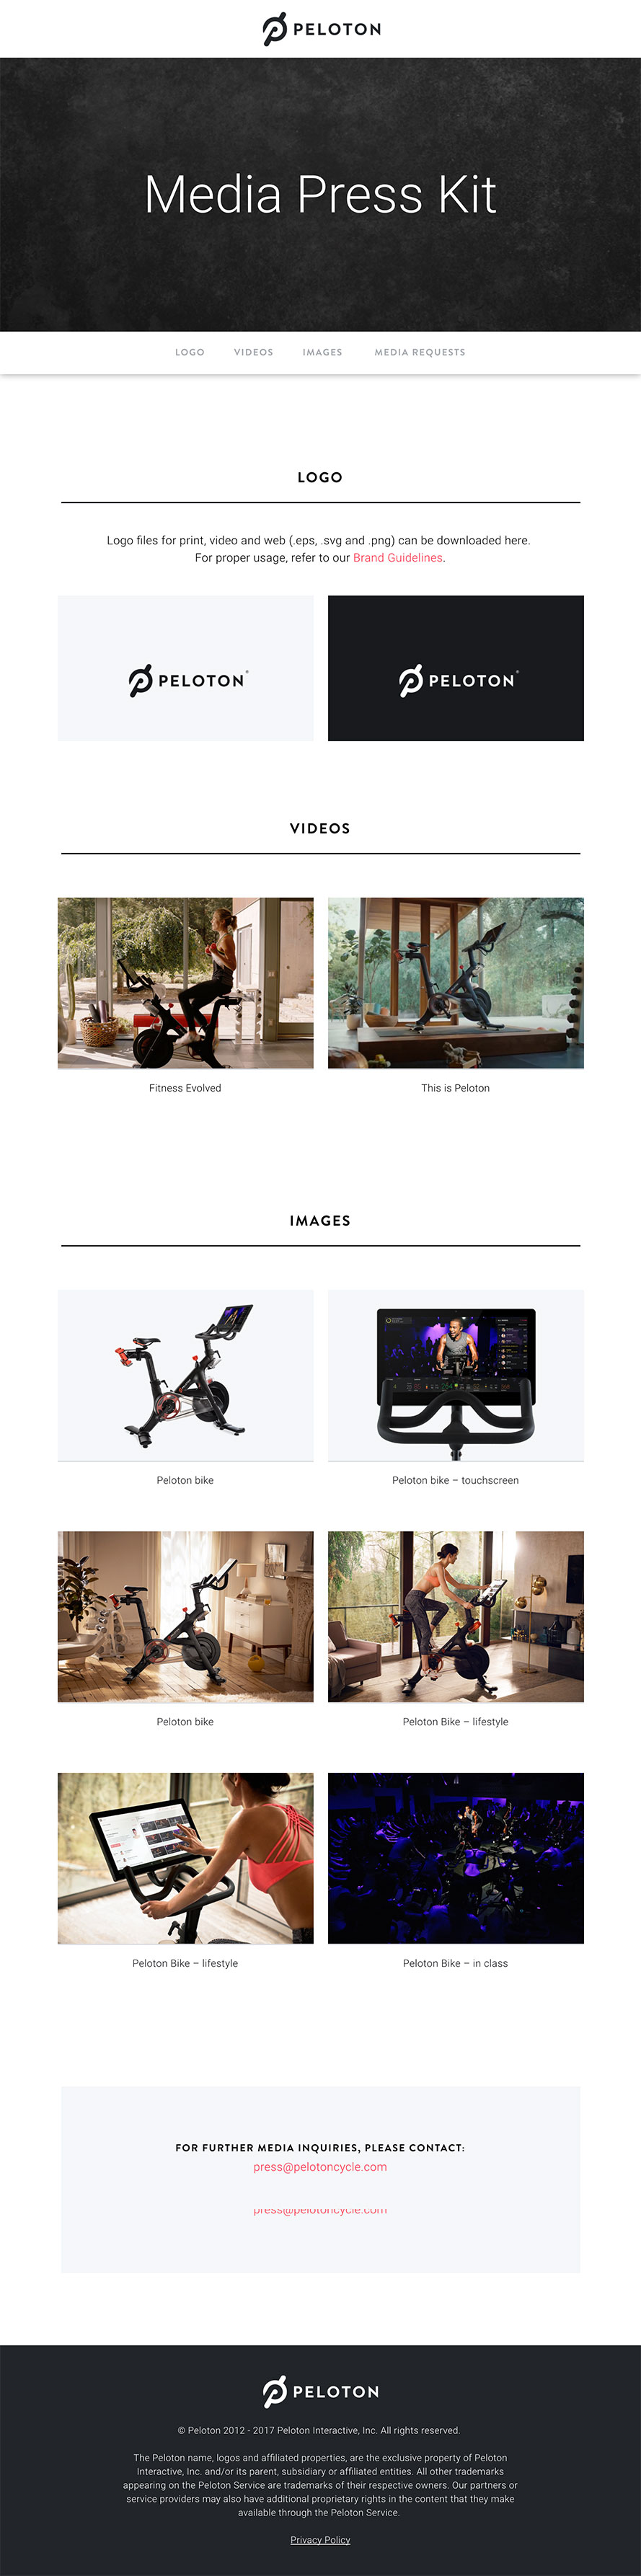 PELOTON
Media Press Kit
LOGO VIDEOS IMAGES MEDIA REQUESTS
LOGO
Logo files for print, video and web (.eps, .svg and .png) can be downloaded here.
For proper usage, refer to our Brand Guidelines.
PELOTON® PELOTON®
VIDEOS
Fitness Evolved This is Peloton
IMAGES
Peloton bike Peloton bike – touchscreen
Peloton bike Peloton Bike – lifestyle
Peloton Bike – lifestyle Peloton Bike – in class
FOR FURTHER MEDIA INQUIRIES, PLEASE CONTACT:
press@pelotoncycle.com
press@pelotoncycle.com
PELOTON
© Peloton 2012 - 2017 Peloton Interactive, Inc. All rights reserved.
The Peloton name, logos and affiliated properties, are the exclusive property of Peloton
Interactive, Inc. and/or its parent, subsidiary or affiliated entities. All other trademarks
appearing on the Peloton Service are trademarks of their respective owners. Our partners or
service providers may also have additional proprietary rights in the content that they make
available through the Peloton Service.
Privacy Policy